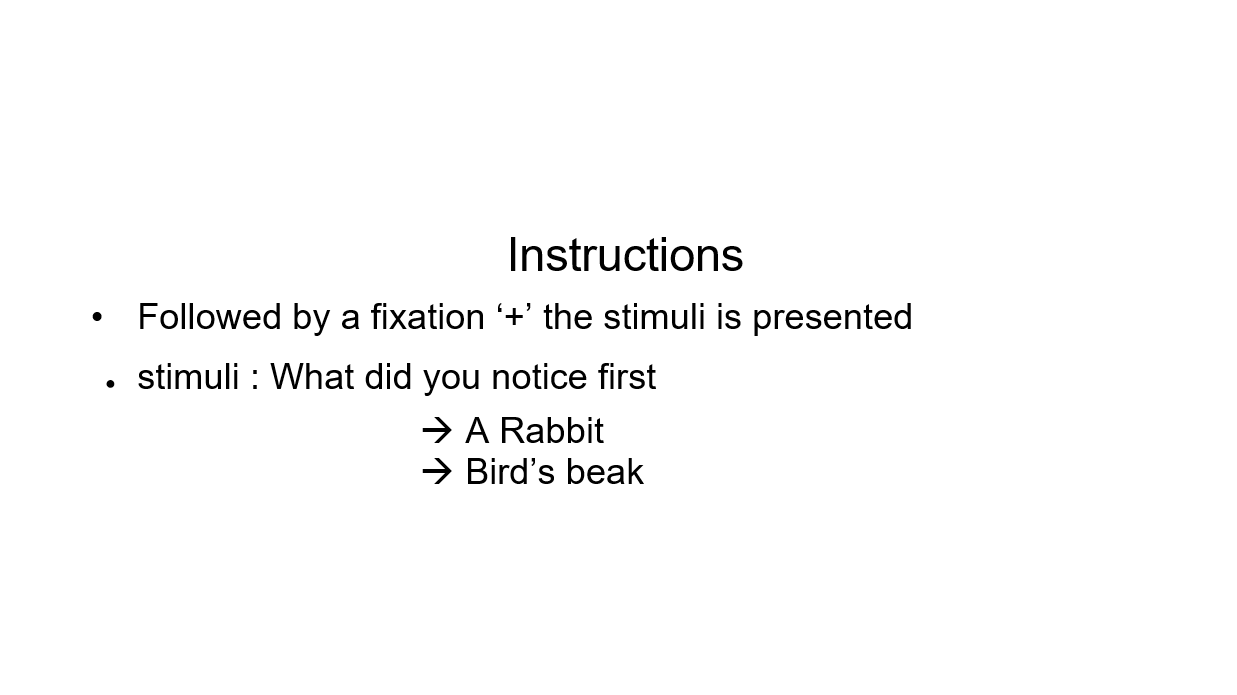 Instructions
• Followed by a fixation ‘+’ the stimuli is presented
• stimuli : What did you notice first
→ A Rabbit
→ Bird’s beak